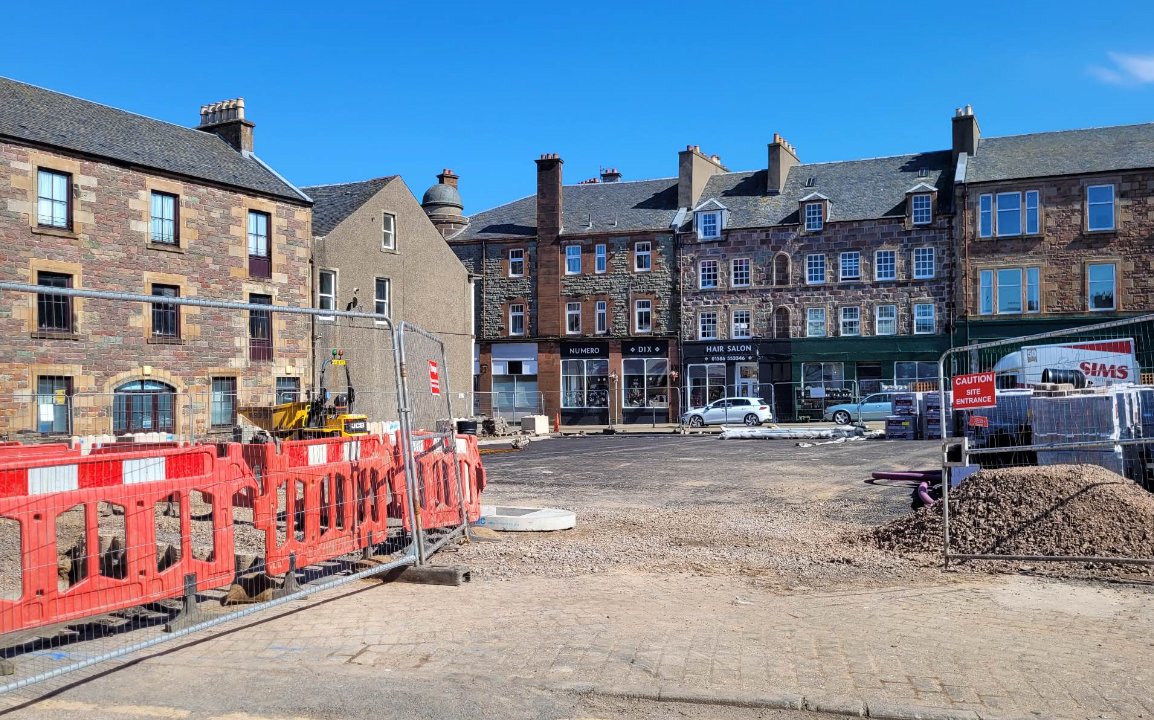 NUMERO
DIX
HAIR SALON
JCB
CAUTION
SITE
ENTRANCE
SIMS